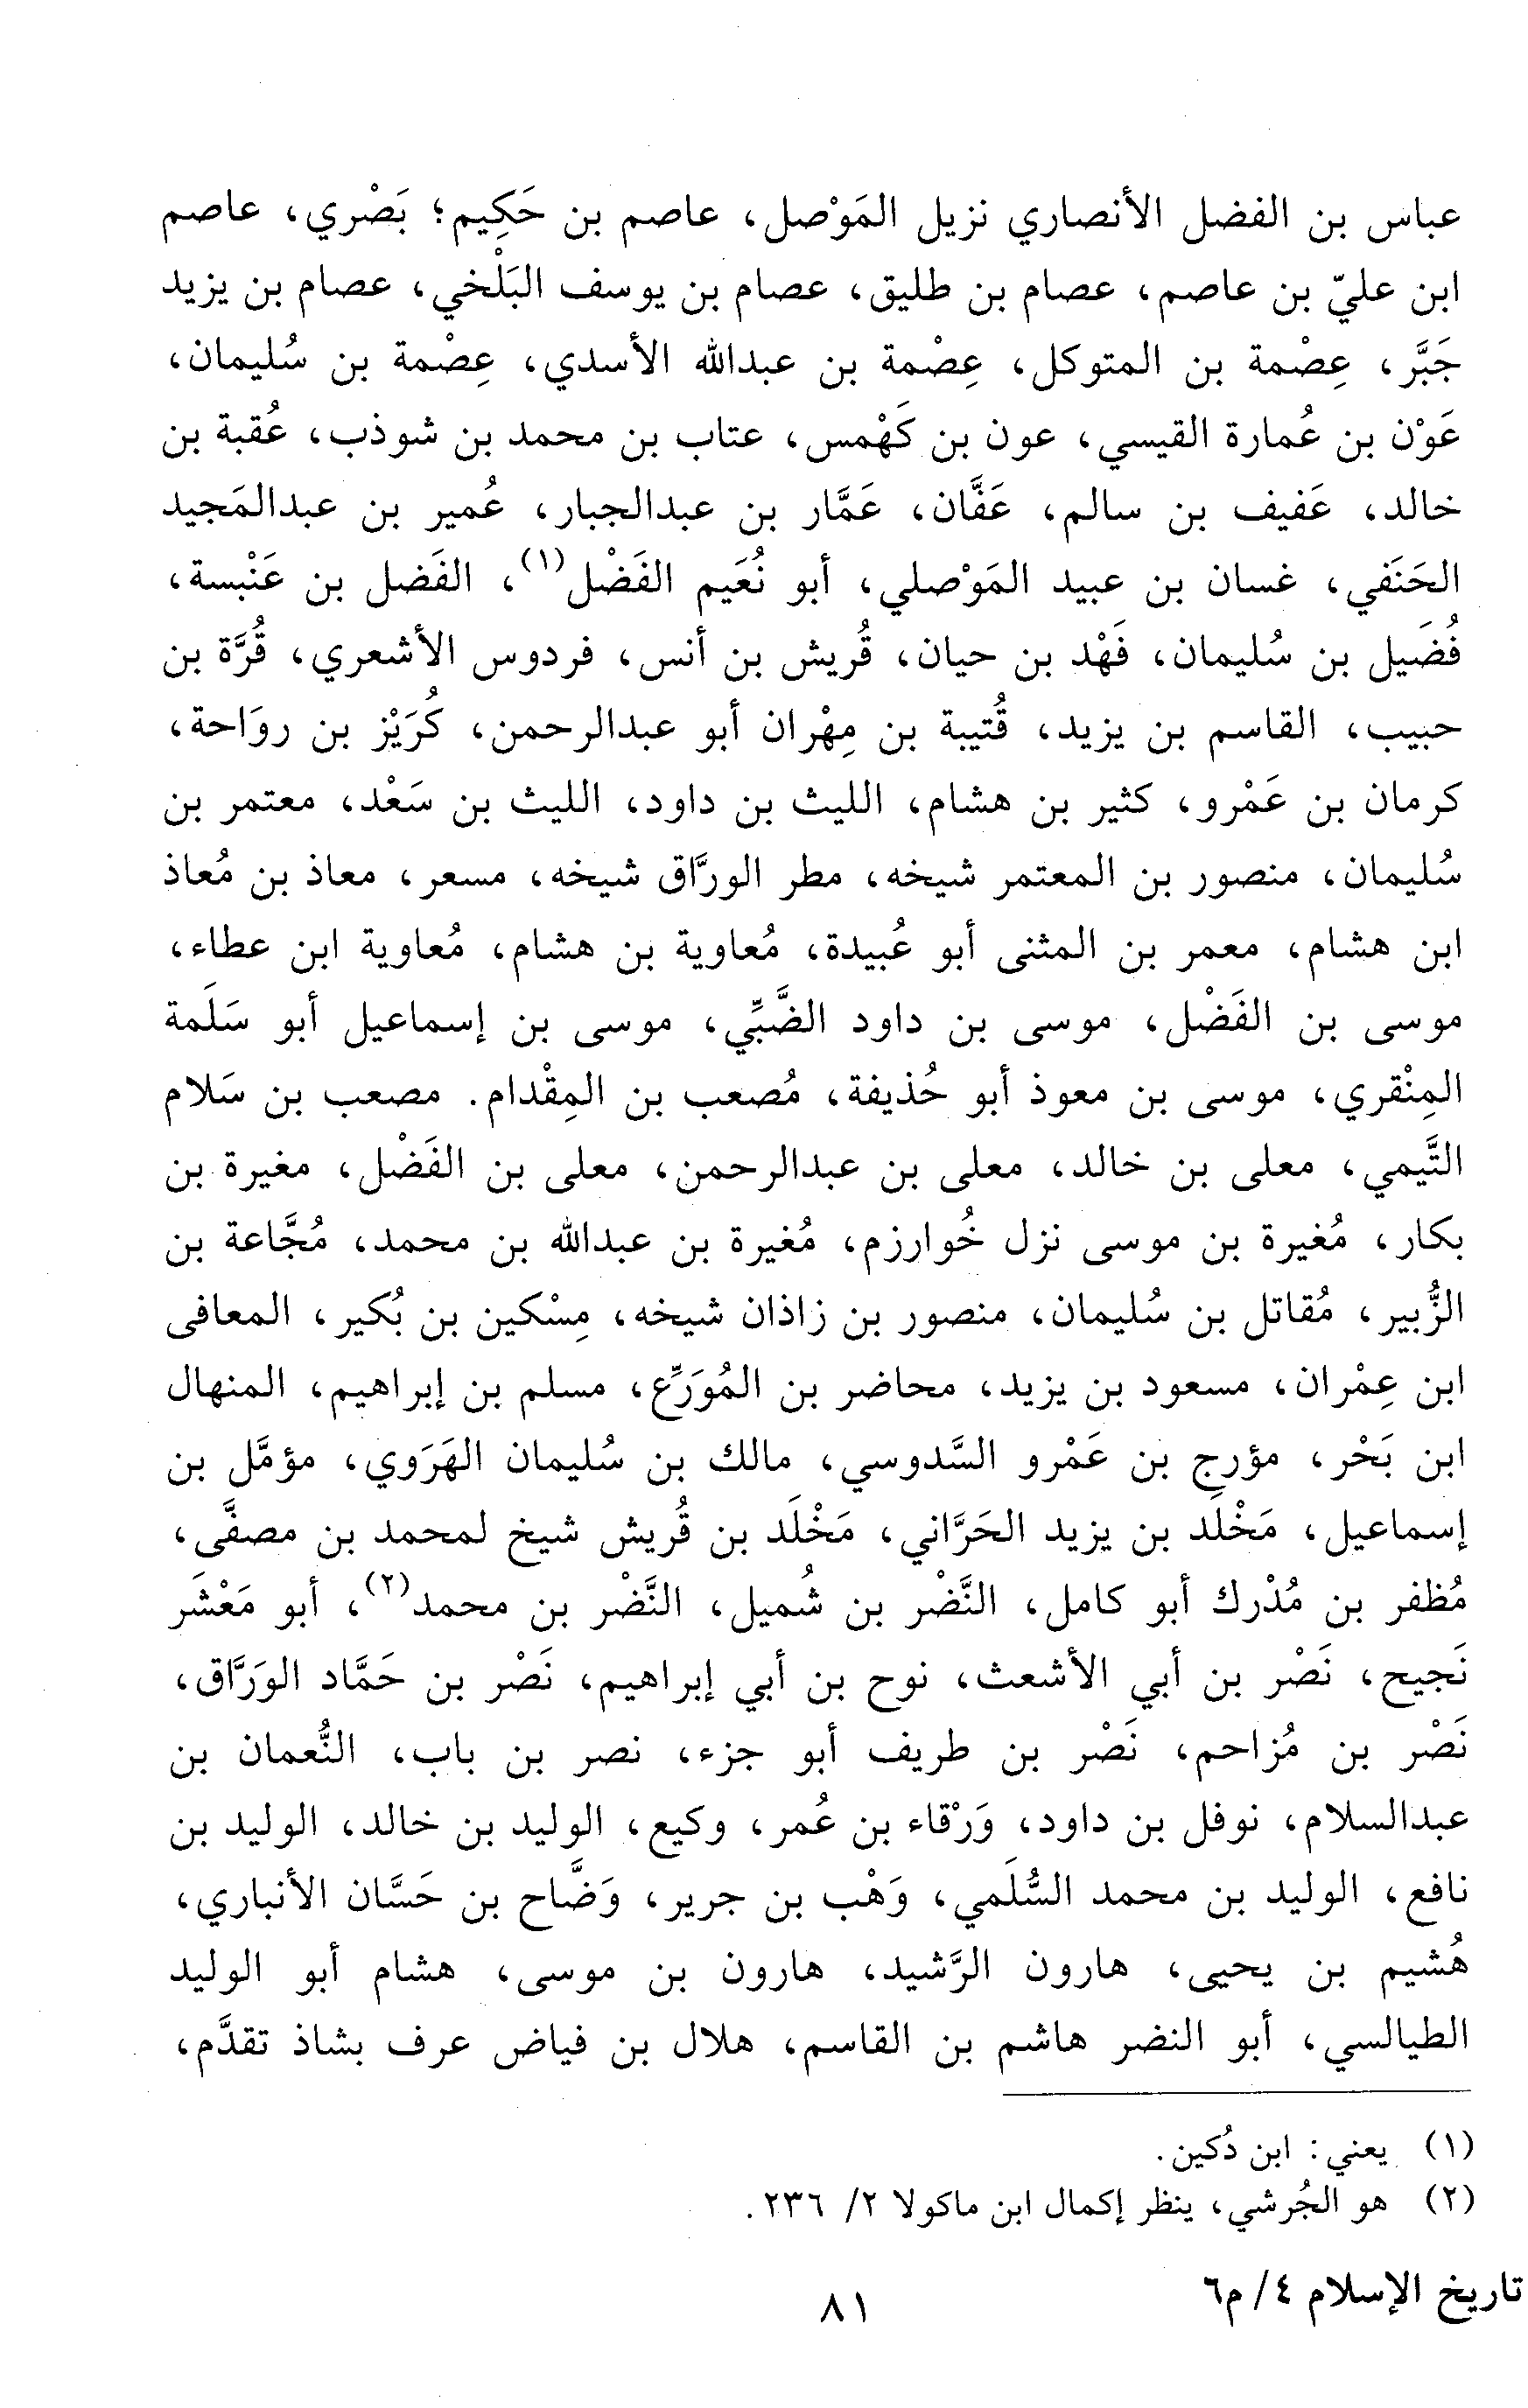 عباس بن الفضل الأنصاري نزيل المَوْصل، عاصم بن حَكِيم؛ بَصْري، عاصم
ابن عليّ بن عاصم، عصام بن طليق، عصام بن يوسف البَلْخي، عصام بن يزيد
جَبَّر، عِصْمة بن المتوكل، عِصْمة بن عبدالله الأسدي، عِصْمة بن سُليمان،
عَوْن بن عُمارة القيسي، عون بن كَهْمس، عتاب بن محمد بن شوذب، عُقبة بن
خالد، عَفيف بن سالم، عَفَّان، عَمَّار بن عبدالجبار، عُمير بن عبدالمَجيد
الحَنَفي، غسان بن عبيد المَوْصلي، أبو نُعَيم الفَضْل(١)، الفَضل بن عَنْبسة،
فُضَيل بن سُليمان، فَهْد بن حيان، قُريش بن أنس، فردوس الأشعري، قُرَّة بن
حبيب، القاسم بن يزيد، قُتيبة بن مِهْران أبو عبدالرحمن، كُرَيْز بن روَاحة،
كرمان بن عَمْرو، كثير بن هشام، الليث بن داود، الليث بن سَعْد، معتمر بن
سُليمان، منصور بن المعتمر شيخه، مطر الورَّاق شيخه، مسعر، معاذ بن مُعاذ
ابن هشام، معمر بن المثنى أبو عُبيدة، مُعاوية بن هشام، مُعاوية ابن عطاء،
موسى بن الفَضْل، موسى بن داود الضَّبِّي، موسى بن إسماعيل أبو سَلَمة
المِنْقري، موسى بن معوذ أبو حُذيفة، مُصعب بن المِقْدام. مصعب بن سَلام
التَّيمي، معلى بن خالد، معلى بن عبدالرحمن، معلى بن الفَضْل، مغيرة بن
بكار، مُغيرة بن موسى نزل خُوارزم، مُغيرة بن عبدالله بن محمد، مُجَّاعة بن
الزُّبير، مُقاتل بن سُليمان، منصور بن زاذان شيخه، مِسْكين بن بُكير، المعافى
ابن عِمْران، مسعود بن يزيد، محاضر بن المُوَرِّع، مسلم بن إبراهيم، المنهال
ابن بَحْر، مؤرج بن عَمْرو السَّدوسي، مالك بن سُليمان الهَرَوي، مؤمَّل بن
إسماعيل، مَخْلَد بن يزيد الحَرَّاني، مَخْلَد بن قُريش شيخ لمحمد بن مصفَّى،
مُظفر بن مُدْرك أبو كامل، النَّضْر بن شُميل، النَّضْر بن محمد(٢)، أبو مَعْشَر
نَجيح، نَصْر بن أبي الأشعث، نوح بن أبي إبراهيم، نَصْر بن حَمَّاد الوَرَّاق،
نَصْر بن مُزاحم، نَصْر بن طريف أبو جزء، نصر بن باب، النُّعمان بن
عبدالسلام، نوفل بن داود، وَرْقاء بن عُمر، وكيع، الوليد بن خالد، الوليد بن
نافع، الوليد بن محمد السُّلَمي، وَهْب بن جرير، وَضَّاح بن حَسَّان الأنباري،
هُشيم بن يحيى، هارون الرَّشيد، هارون بن موسى، هشام أبو الوليد
الطيالسي، أبو النضر هاشم بن القاسم، هلال بن فياض عرف بشاذ تقدَّم،
(١) يعني: ابن دُكين.
(٢) هو الجُرشي، ينظر إكمال ابن ماكولا ٢/ ٢٣٦.
تاريخ الإسلام ٤/ م٦
٨١